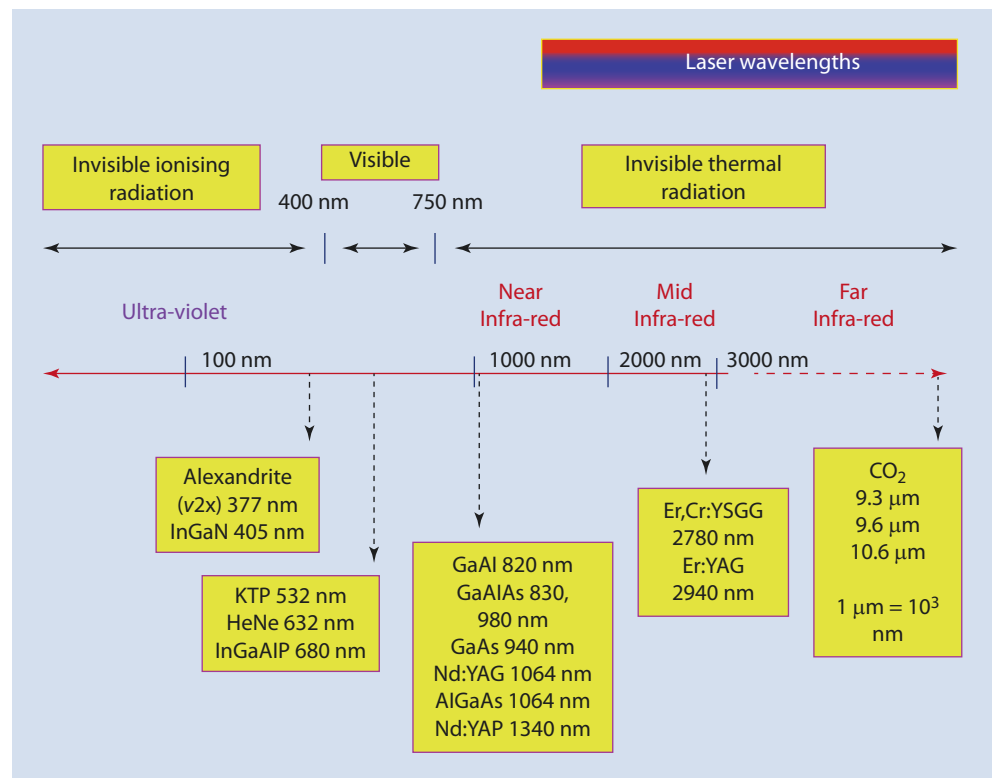 Laser wavelengths
Invisible ionising
radiation
Visible
Invisible thermal
radiation
400 nm
750 nm
Ultra-violet
Near
Infra-red
Mid
Infra-red
Far
Infra-red
100 nm
1000 nm
2000 nm
3000 nm
Alexandrite
(v2x) 377 nm
InGaN 405 nm
KTP 532 nm
HeNe 632 nm
InGaAIP 680 nm
GaAI 820 nm
GaAIAs 830,
980 nm
GaAs 940 nm
Nd:YAG 1064 nm
AIGaAs 1064 nm
Nd:YAP 1340 nm
Er,Cr:YSGG
2780 nm
Er:YAG
2940 nm
CO₂
9.3 μm
9.6 μm
10.6 μm
1 μm = 10³
nm